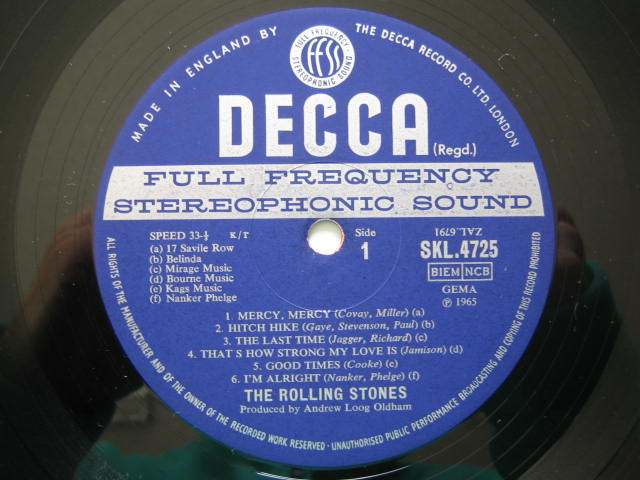 MADE IN ENGLAND BY THE DECCA RECORD CO. LTD. LONDON
FULL FREQUENCY
ffss
STEREOPHONIC SOUND
DECCA (Regd.)
FULL FREQUENCY
STEREOPHONIC SOUND
SPEED 33-⅓ K/T
(a) 17 Savile Row
(b) Belinda
(c) Mirage Music
(d) Bourne Music
(e) Kags Music
(f) Nanker Phelge
Side
1
ZAL.6791
SKL.4725
BIEM NCB
GEMA
℗ 1965
1. MERCY, MERCY (Covay, Miller) (a)
2. HITCH HIKE (Gaye, Stevenson, Paul) (b)
3. THE LAST TIME (Jagger, Richard) (c)
4. THAT S HOW STRONG MY LOVE IS (Jamison) (d)
5. GOOD TIMES (Cooke) (e)
6. I'M ALRIGHT (Nanker, Phelge) (f)
THE ROLLING STONES
Produced by Andrew Loog Oldham
ALL RIGHTS OF THE MANUFACTURER AND OF THE OWNER OF THE RECORDED WORK RESERVED · UNAUTHORISED PUBLIC PERFORMANCE BROADCASTING AND COPYING OF THIS RECORD PROHIBITED